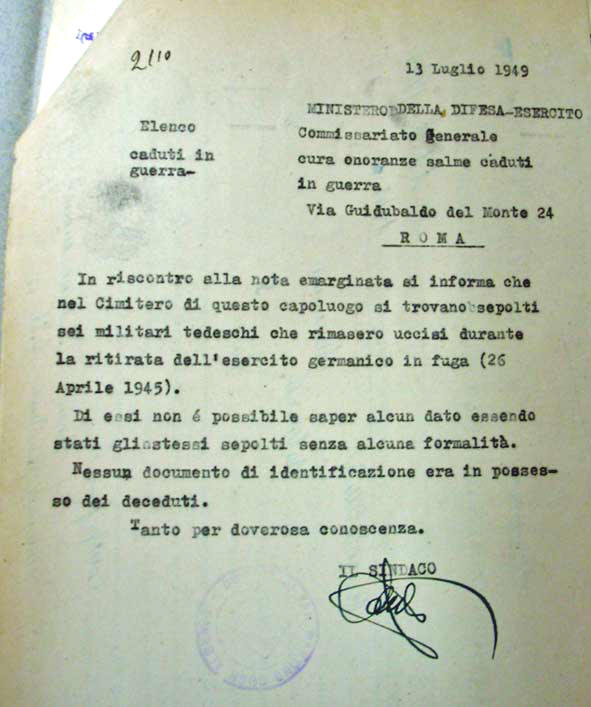 2110
13 Luglio 1949
MINISTERO DELLA DIFESA-ESERCITO
Elenco
Commissariato generale
caduti in
cura onoranze salme caduti
guerra-
in guerra
Via Guidubaldo del Monte 24
R O M A
In riscontro alla nota emarginata si informa che
nel Cimitero di questo capoluogo si trovano sepolti
sei militari tedeschi che rimasero uccisi durante
la ritirata dell'esercito germanico in fuga (26
Aprile 1945).
Di essi non é possibile saper alcun dato essendo
stati glinstessi sepolti senza alcuna formalità.
Nessun documento di identificazione era in posses-
so dei deceduti.
Tanto per doverosa conoscenza.
IL SINDACO